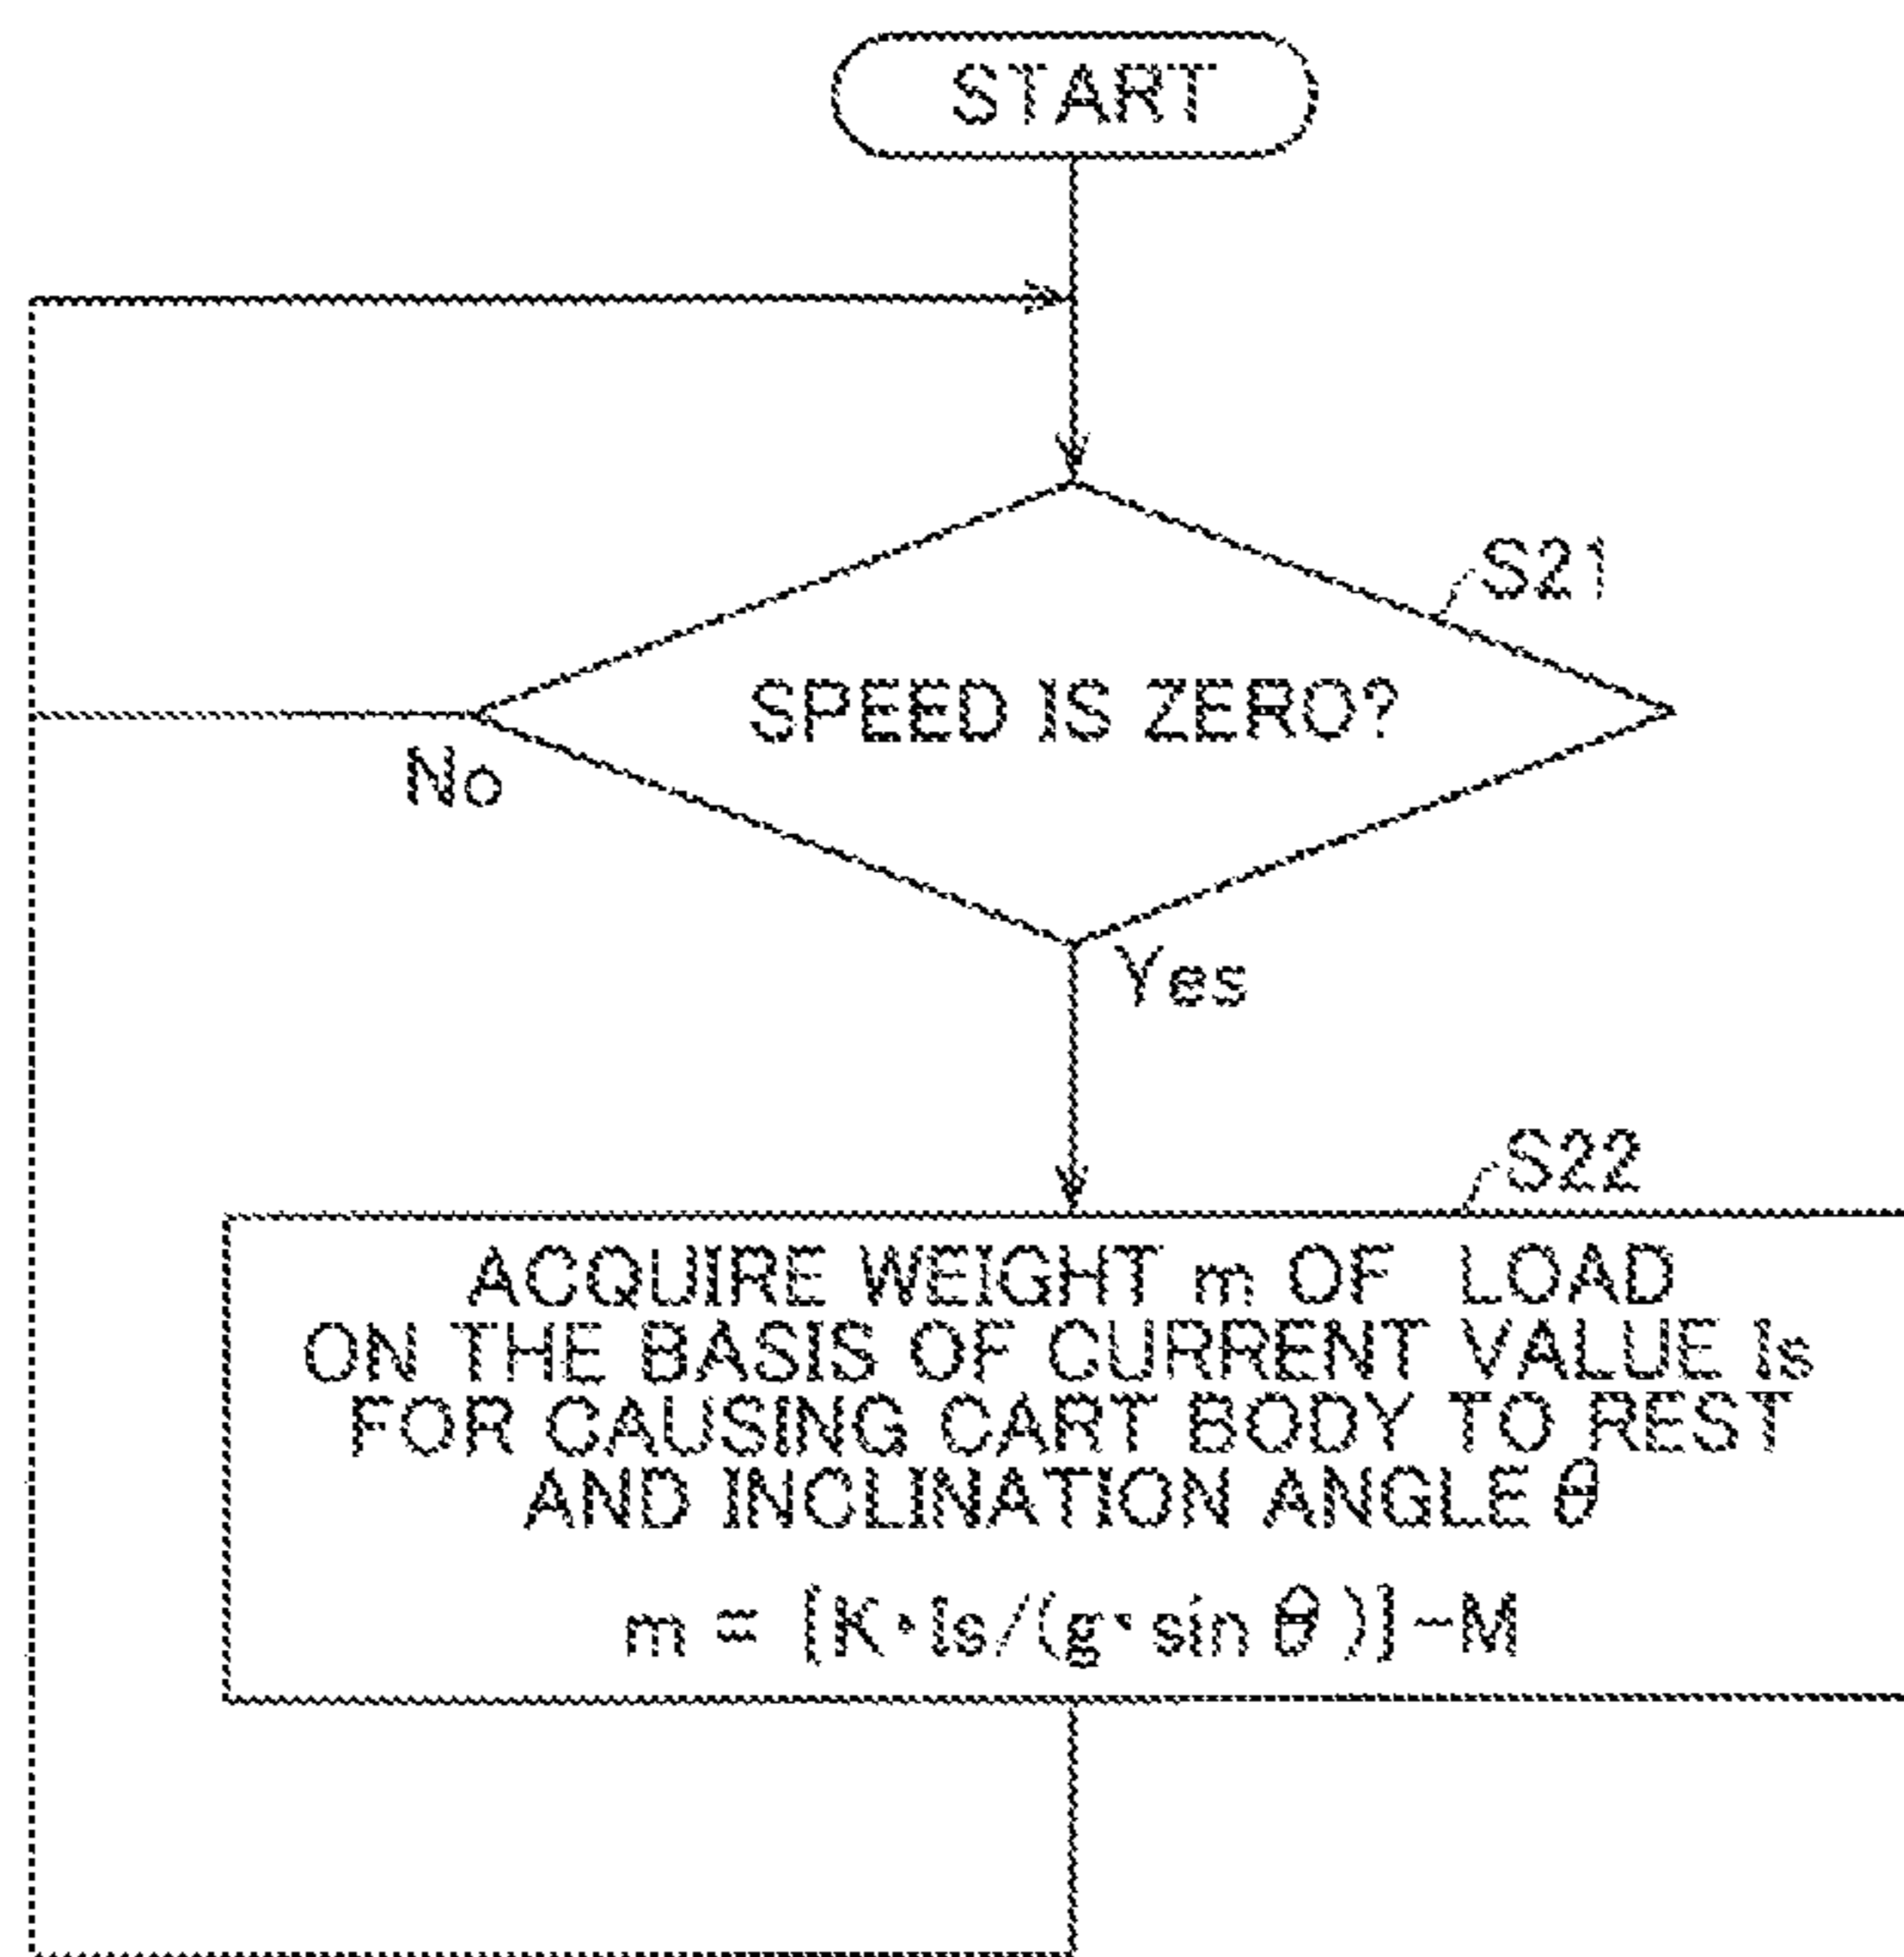 START
S21
SPEED IS ZERO?
No
Yes
S22
ACQUIRE WEIGHT m OF LOAD
ON THE BASIS OF CURRENT VALUE Is
FOR CAUSING CART BODY TO REST
AND INCLINATION ANGLE θ
m = [K・Is/(g・sin θ)]-M